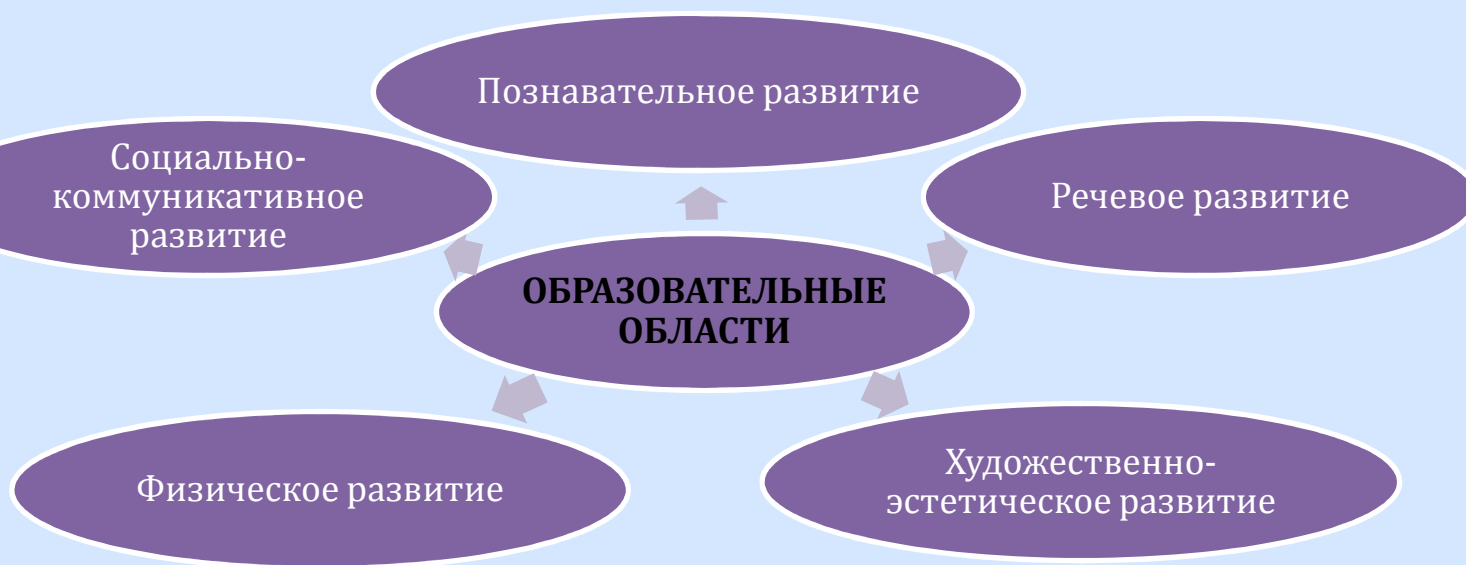 Познавательное развитие
Социально-
коммуникативное
развитие
Речевое развитие
ОБРАЗОВАТЕЛЬНЫЕ
ОБЛАСТИ
Физическое развитие
Художественно-
эстетическое развитие